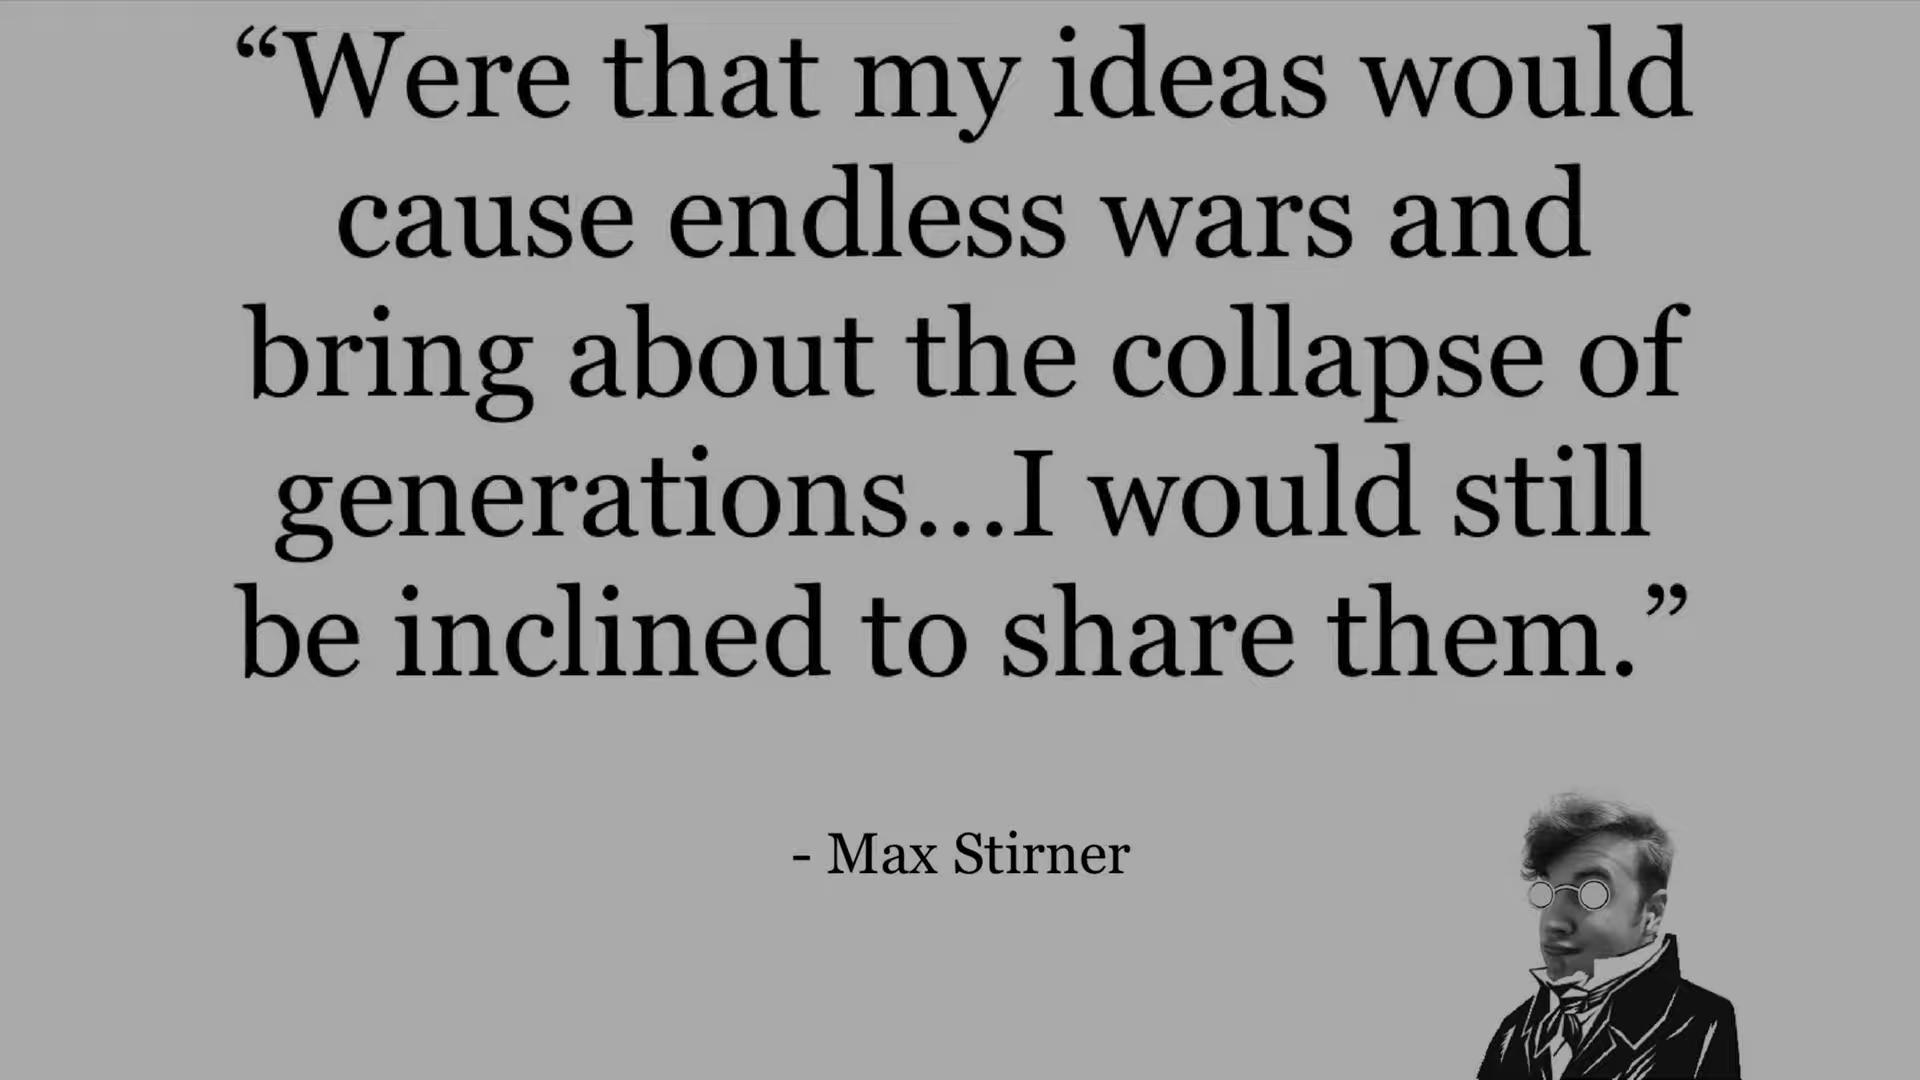 “Were that my ideas would
cause endless wars and
bring about the collapse of
generations...I would still
be inclined to share them.”
- Max Stirner